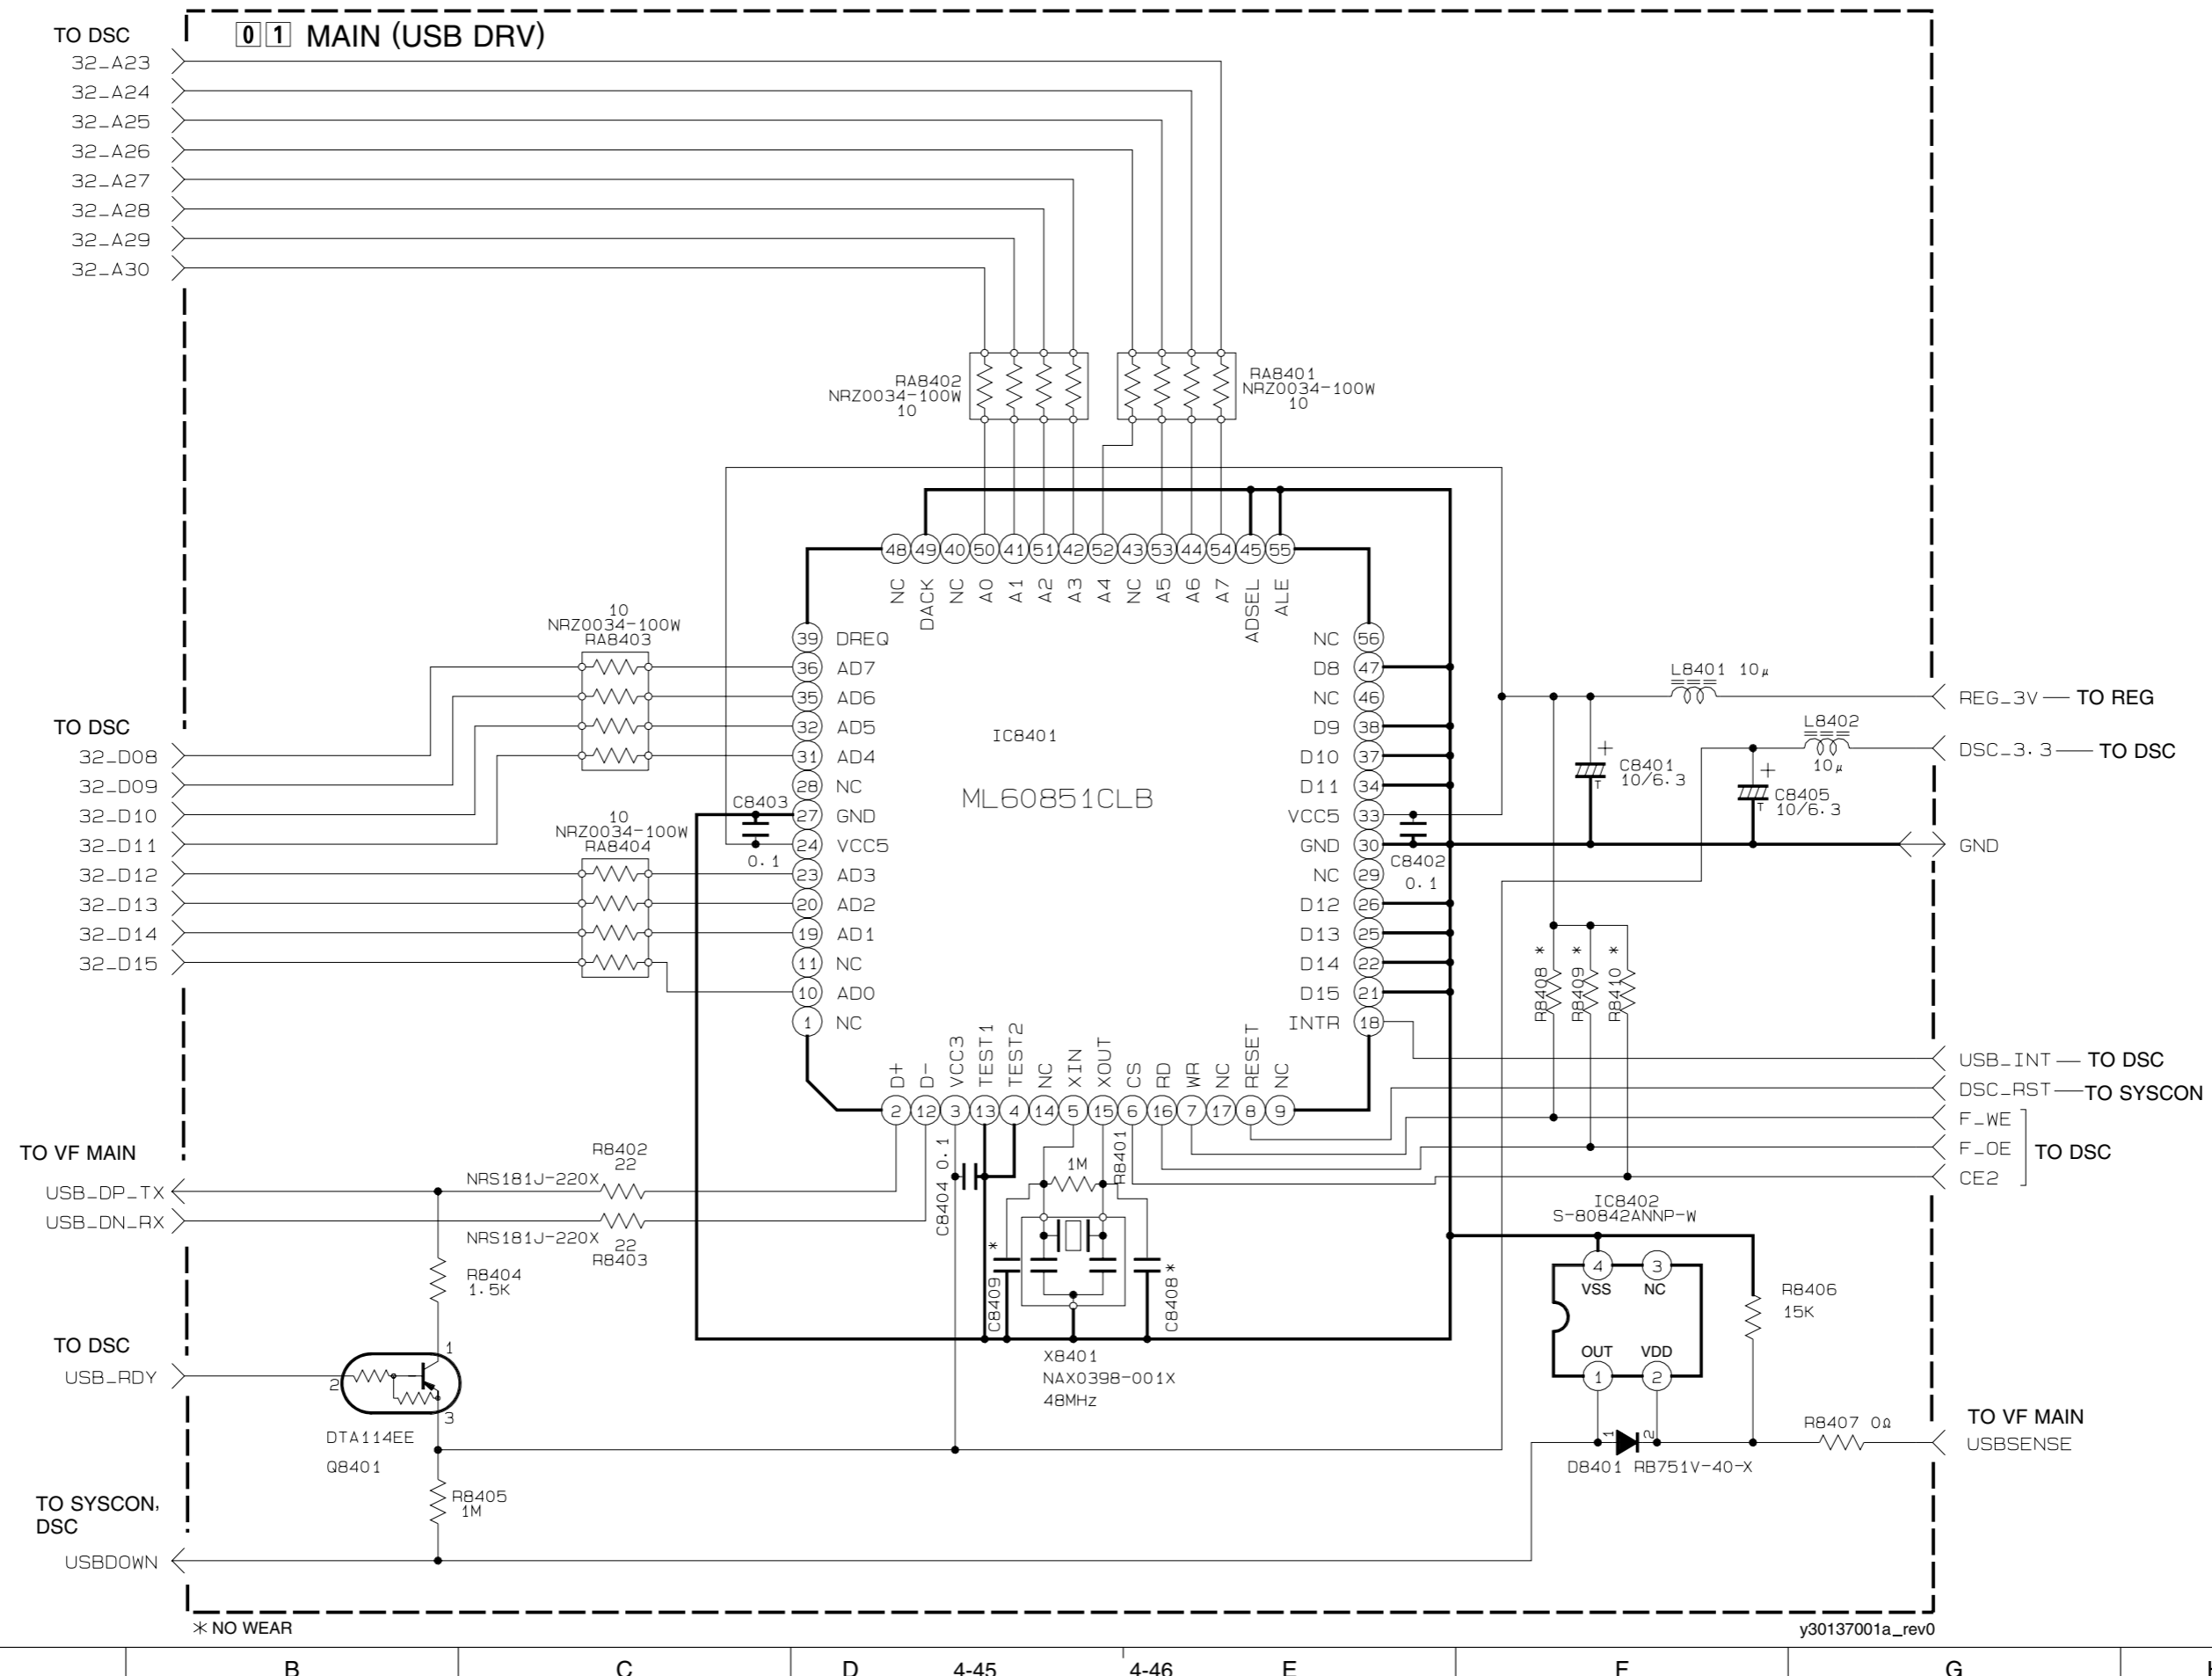 TO DSC
0 1 MAIN (USB DRV)
32_A23
32_A24
32_A25
32_A26
32_A27
32_A28
32_A29
32_A30
RA8402
NRZ0034-100W
10
RA8401
NRZ0034-100W
10
48 49 40 50 41 51 42 52 43 53 44 54 45 55
NC DACK NC A0 A1 A2 A3 A4 NC A5 A6 A7 ADSEL ALE
10
NRZ0034-100W
RA8403
39 DREQ
36 AD7
35 AD6
32 AD5
31 AD4
28 NC
27 GND
24 VCC5
23 AD3
20 AD2
19 AD1
11 NC
10 AD0
1 NC
NC 56
D8 47
NC 46
D9 38
D10 37
D11 34
VCC5 33
GND 30
NC 29
D12 26
D13 25
D14 22
D15 21
INTR 18
IC8401
ML60851CLB
TO DSC
32_D08
32_D09
32_D10
32_D11
32_D12
32_D13
32_D14
32_D15
C8403
0.1
10
NRZ0034-100W
RA8404
C8402
0.1
L8401 10μ
REG_3V TO REG
L8402
10μ
DSC_3.3 TO DSC
C8401
10/6.3
T
C8405
10/6.3
T
GND
R8408 *
R8409 *
R8410 *
D+ D- VCC3 TEST1 TEST2 NC XIN XOUT CS RD WR NC RESET NC
2 12 3 13 4 14 5 15 6 16 7 17 8 9
USB_INT TO DSC
DSC_RST TO SYSCON
F_WE
F_OE
CE2
TO DSC
TO VF MAIN
USB_DP_TX
USB_DN_RX
R8402
22
NRS181J-220X
NRS181J-220X
22
R8403
C8404 0.1
1M
R8401
C8409 *
C8408 *
X8401
NAX0398-001X
48MHz
R8404
1.5K
TO DSC
USB_RDY
1
2
3
DTA114EE
Q8401
R8405
1M
TO SYSCON,
DSC
USBDOWN
IC8402
S-80842ANNP-W
4 3
VSS NC
OUT VDD
1 2
R8406
15K
1 2
D8401 RB751V-40-X
R8407 0Ω
TO VF MAIN
USBSENSE
* NO WEAR
y30137001a_rev0
B C D 4-45 4-46 E F G